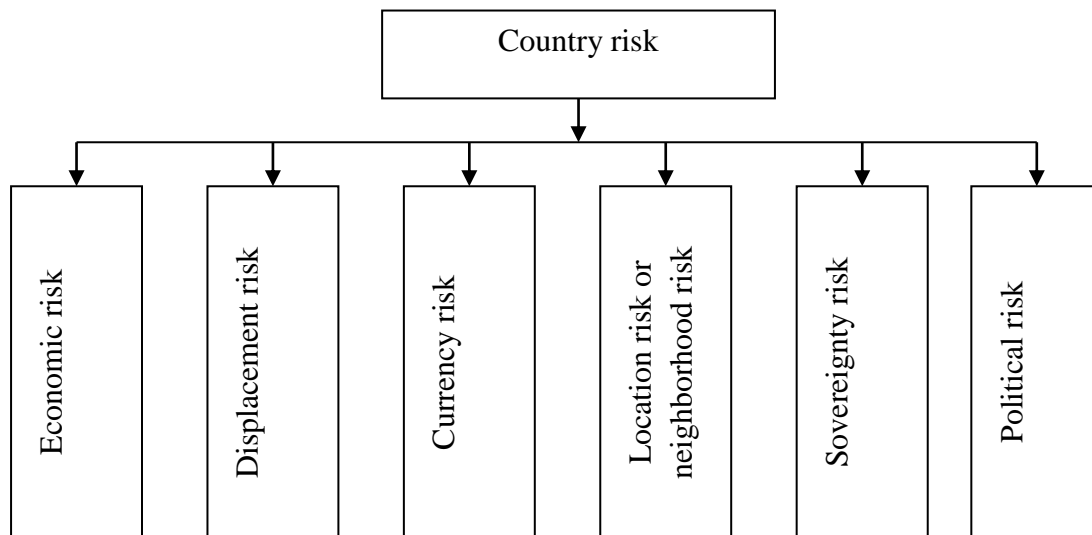 Country risk
Economic risk
Displacement risk
Currency risk
Location risk or
neighborhood risk
Sovereignty risk
Political risk